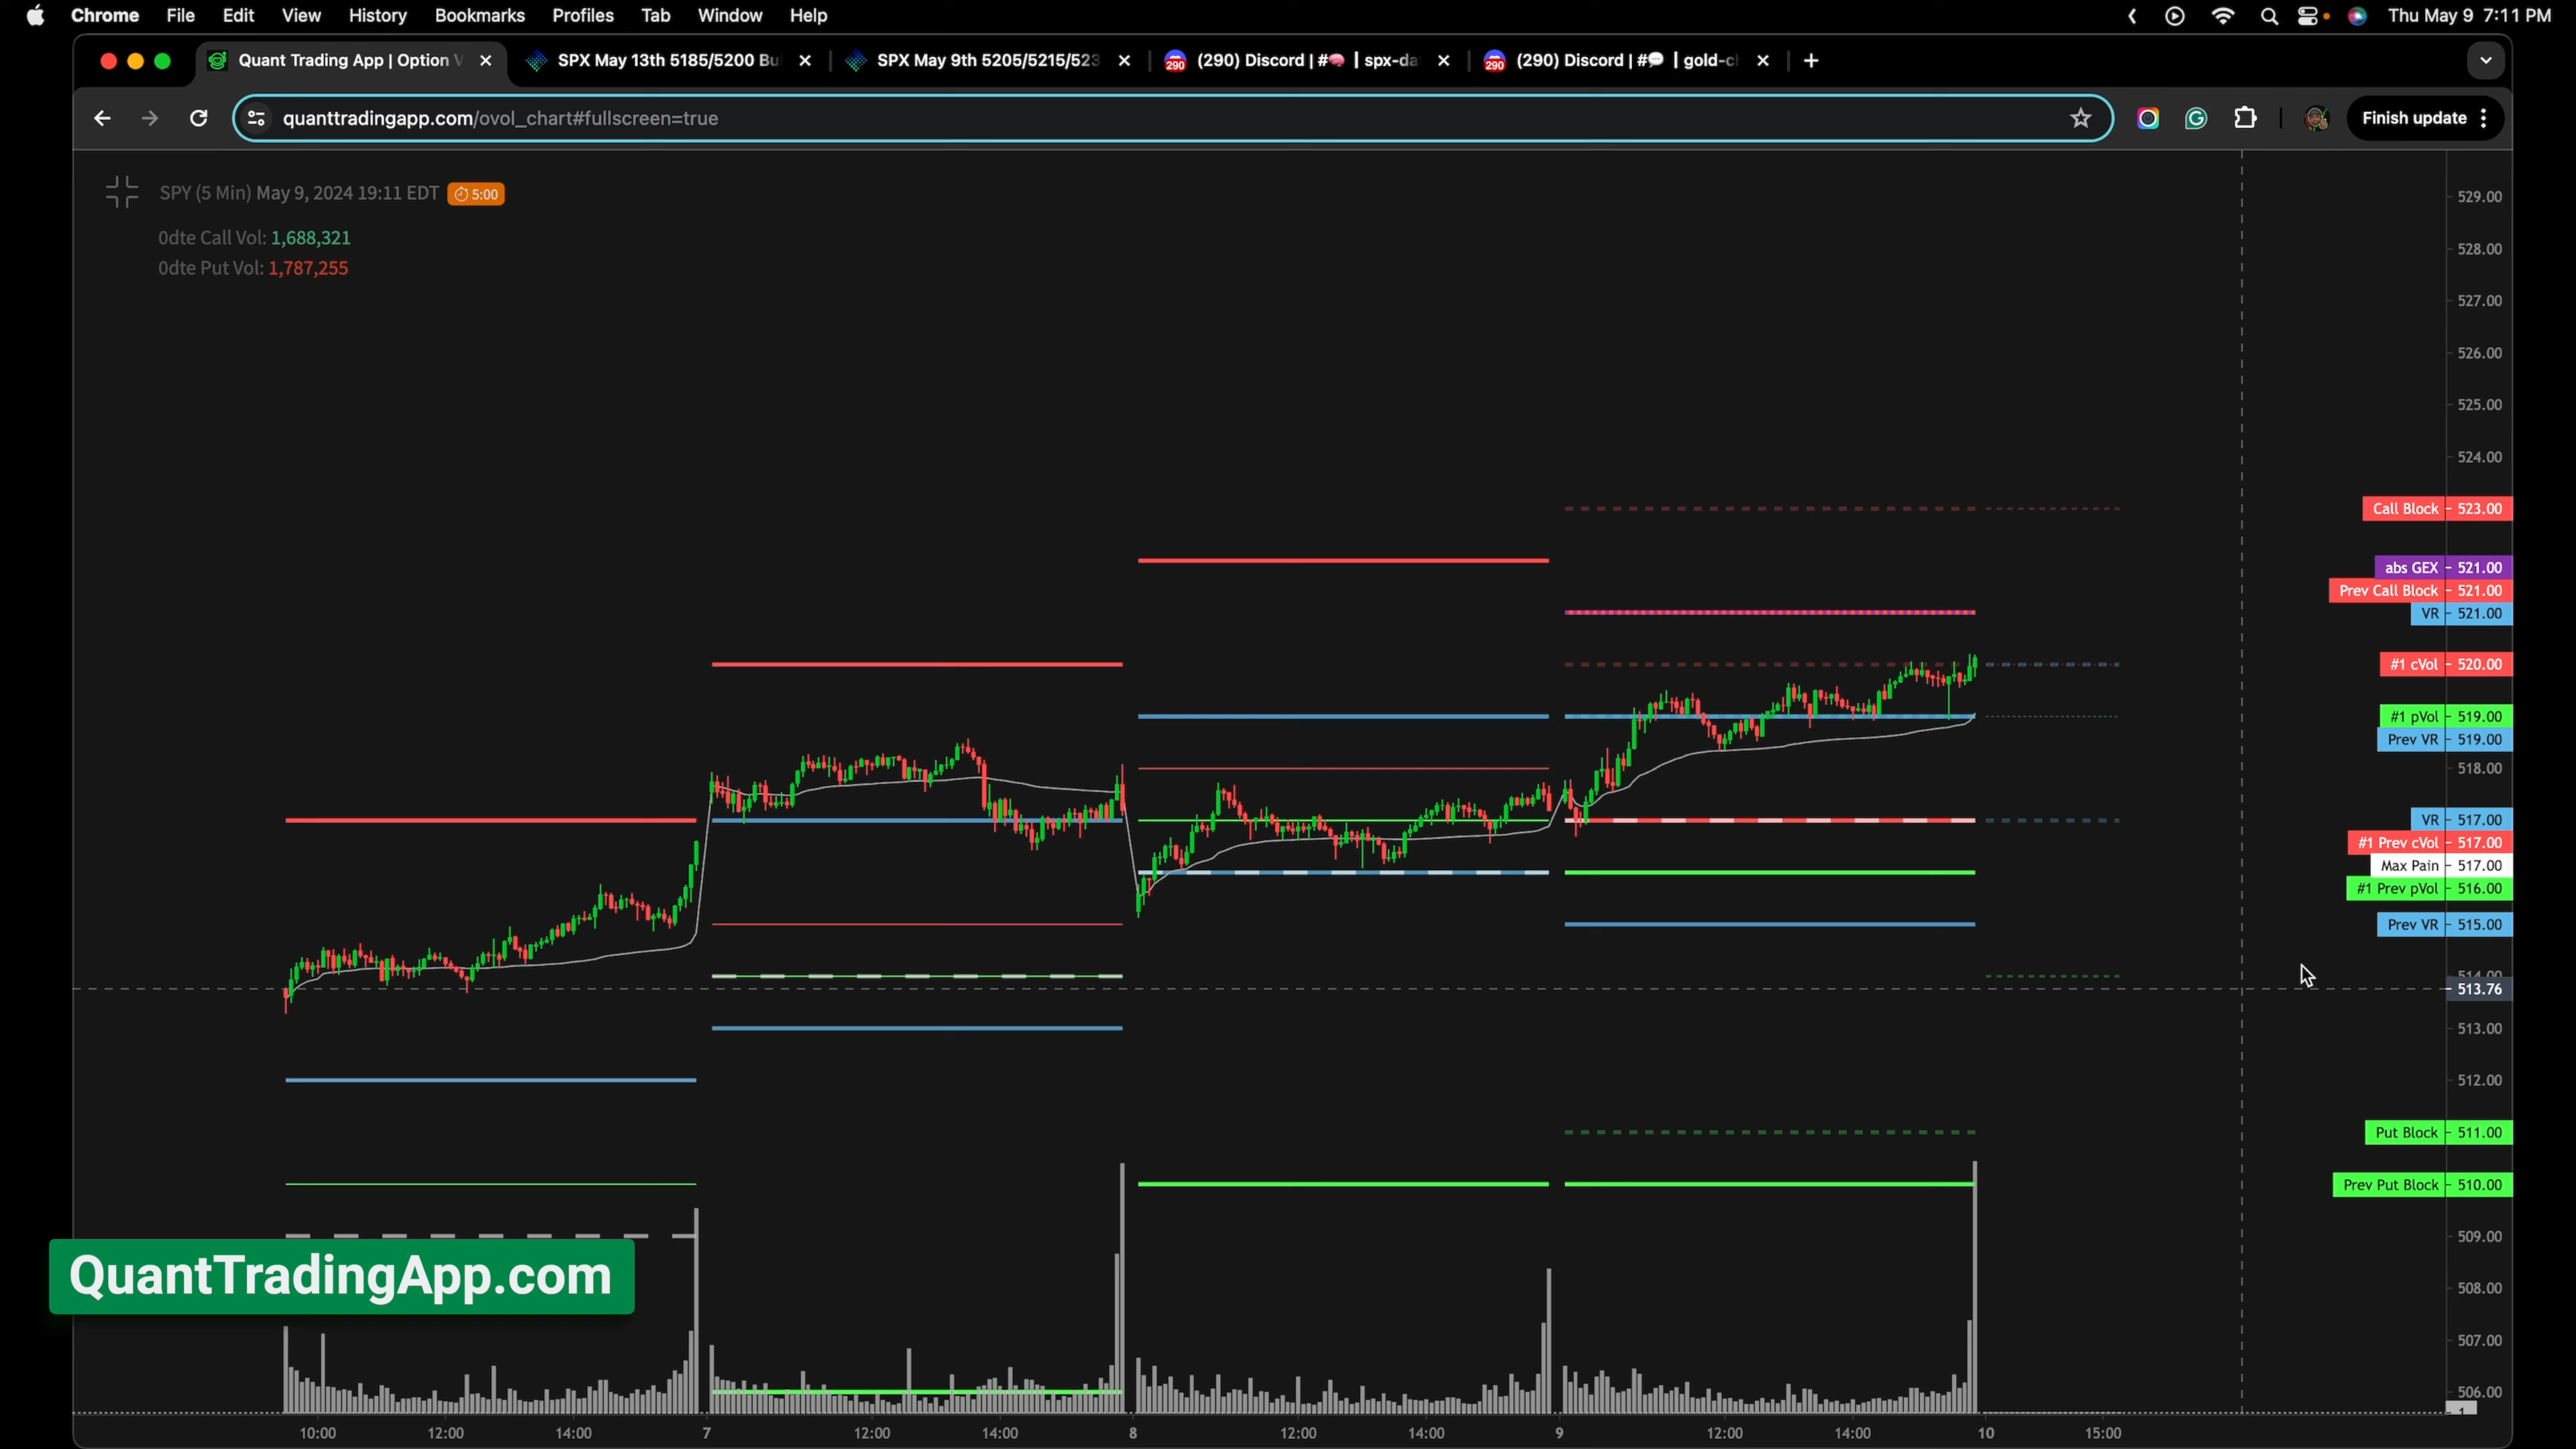 Chrome File Edit View History Bookmarks Profiles Tab Window Help
Thu May 9 7:11 PM
Quant Trading App | Option V
SPX May 13th 5185/5200 Bu
SPX May 9th 5205/5215/523
(290) Discord | # | spx-da
(290) Discord | # | gold-c
quanttradingapp.com/ovol_chart#fullscreen=true
Finish update
SPY (5 Min) May 9, 2024 19:11 EDT 5:00
0dte Call Vol: 1,688,321
0dte Put Vol: 1,787,255
529.00
528.00
527.00
526.00
525.00
524.00
Call Block 523.00
abs GEX 521.00
Prev Call Block 521.00
VR 521.00
#1 cVol 520.00
#1 pVol 519.00
Prev VR 519.00
518.00
VR 517.00
#1 Prev cVol 517.00
Max Pain 517.00
#1 Prev pVol 516.00
Prev VR 515.00
514.00
513.76
513.00
512.00
Put Block 511.00
Prev Put Block 510.00
509.00
508.00
507.00
506.00
QuantTradingApp.com
10:00 12:00 14:00 7 12:00 14:00 8 12:00 14:00 9 12:00 14:00 10 15:00